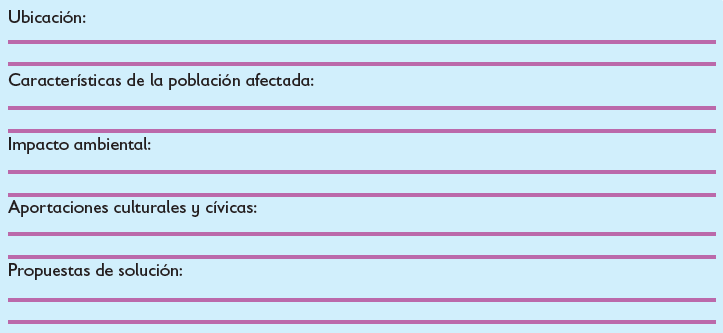 Ubicación:
Características de la población afectada:
Impacto ambiental:
Aportaciones culturales y cívicas:
Propuestas de solución: